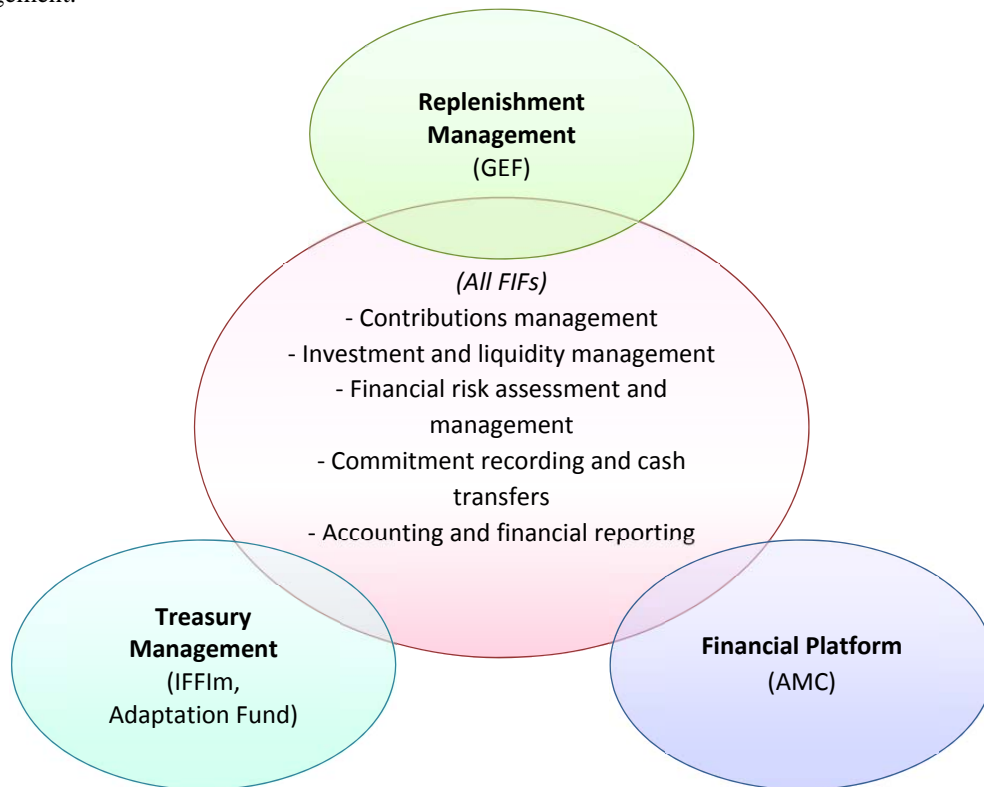 gement.
Replenishment
Management
(GEF)
(All FIFs)
- Contributions management
- Investment and liquidity management
- Financial risk assessment and
management
- Commitment recording and cash
transfers
- Accounting and financial reporting
Treasury
Management
(IFFIm,
Adaptation Fund)
Financial Platform
(AMC)